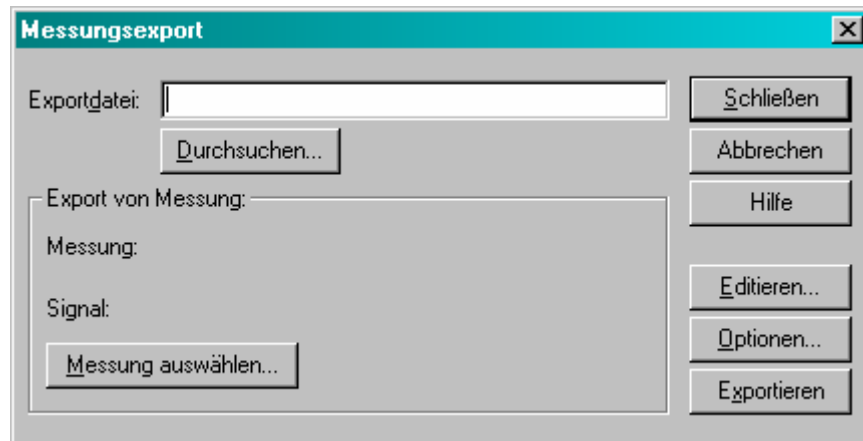 Messungsexport
Exportdatei:
Durchsuchen...
Export von Messung:
Messung:
Signal:
Messung auswählen...
Schließen
Abbrechen
Hilfe
Editieren...
Optionen...
Exportieren